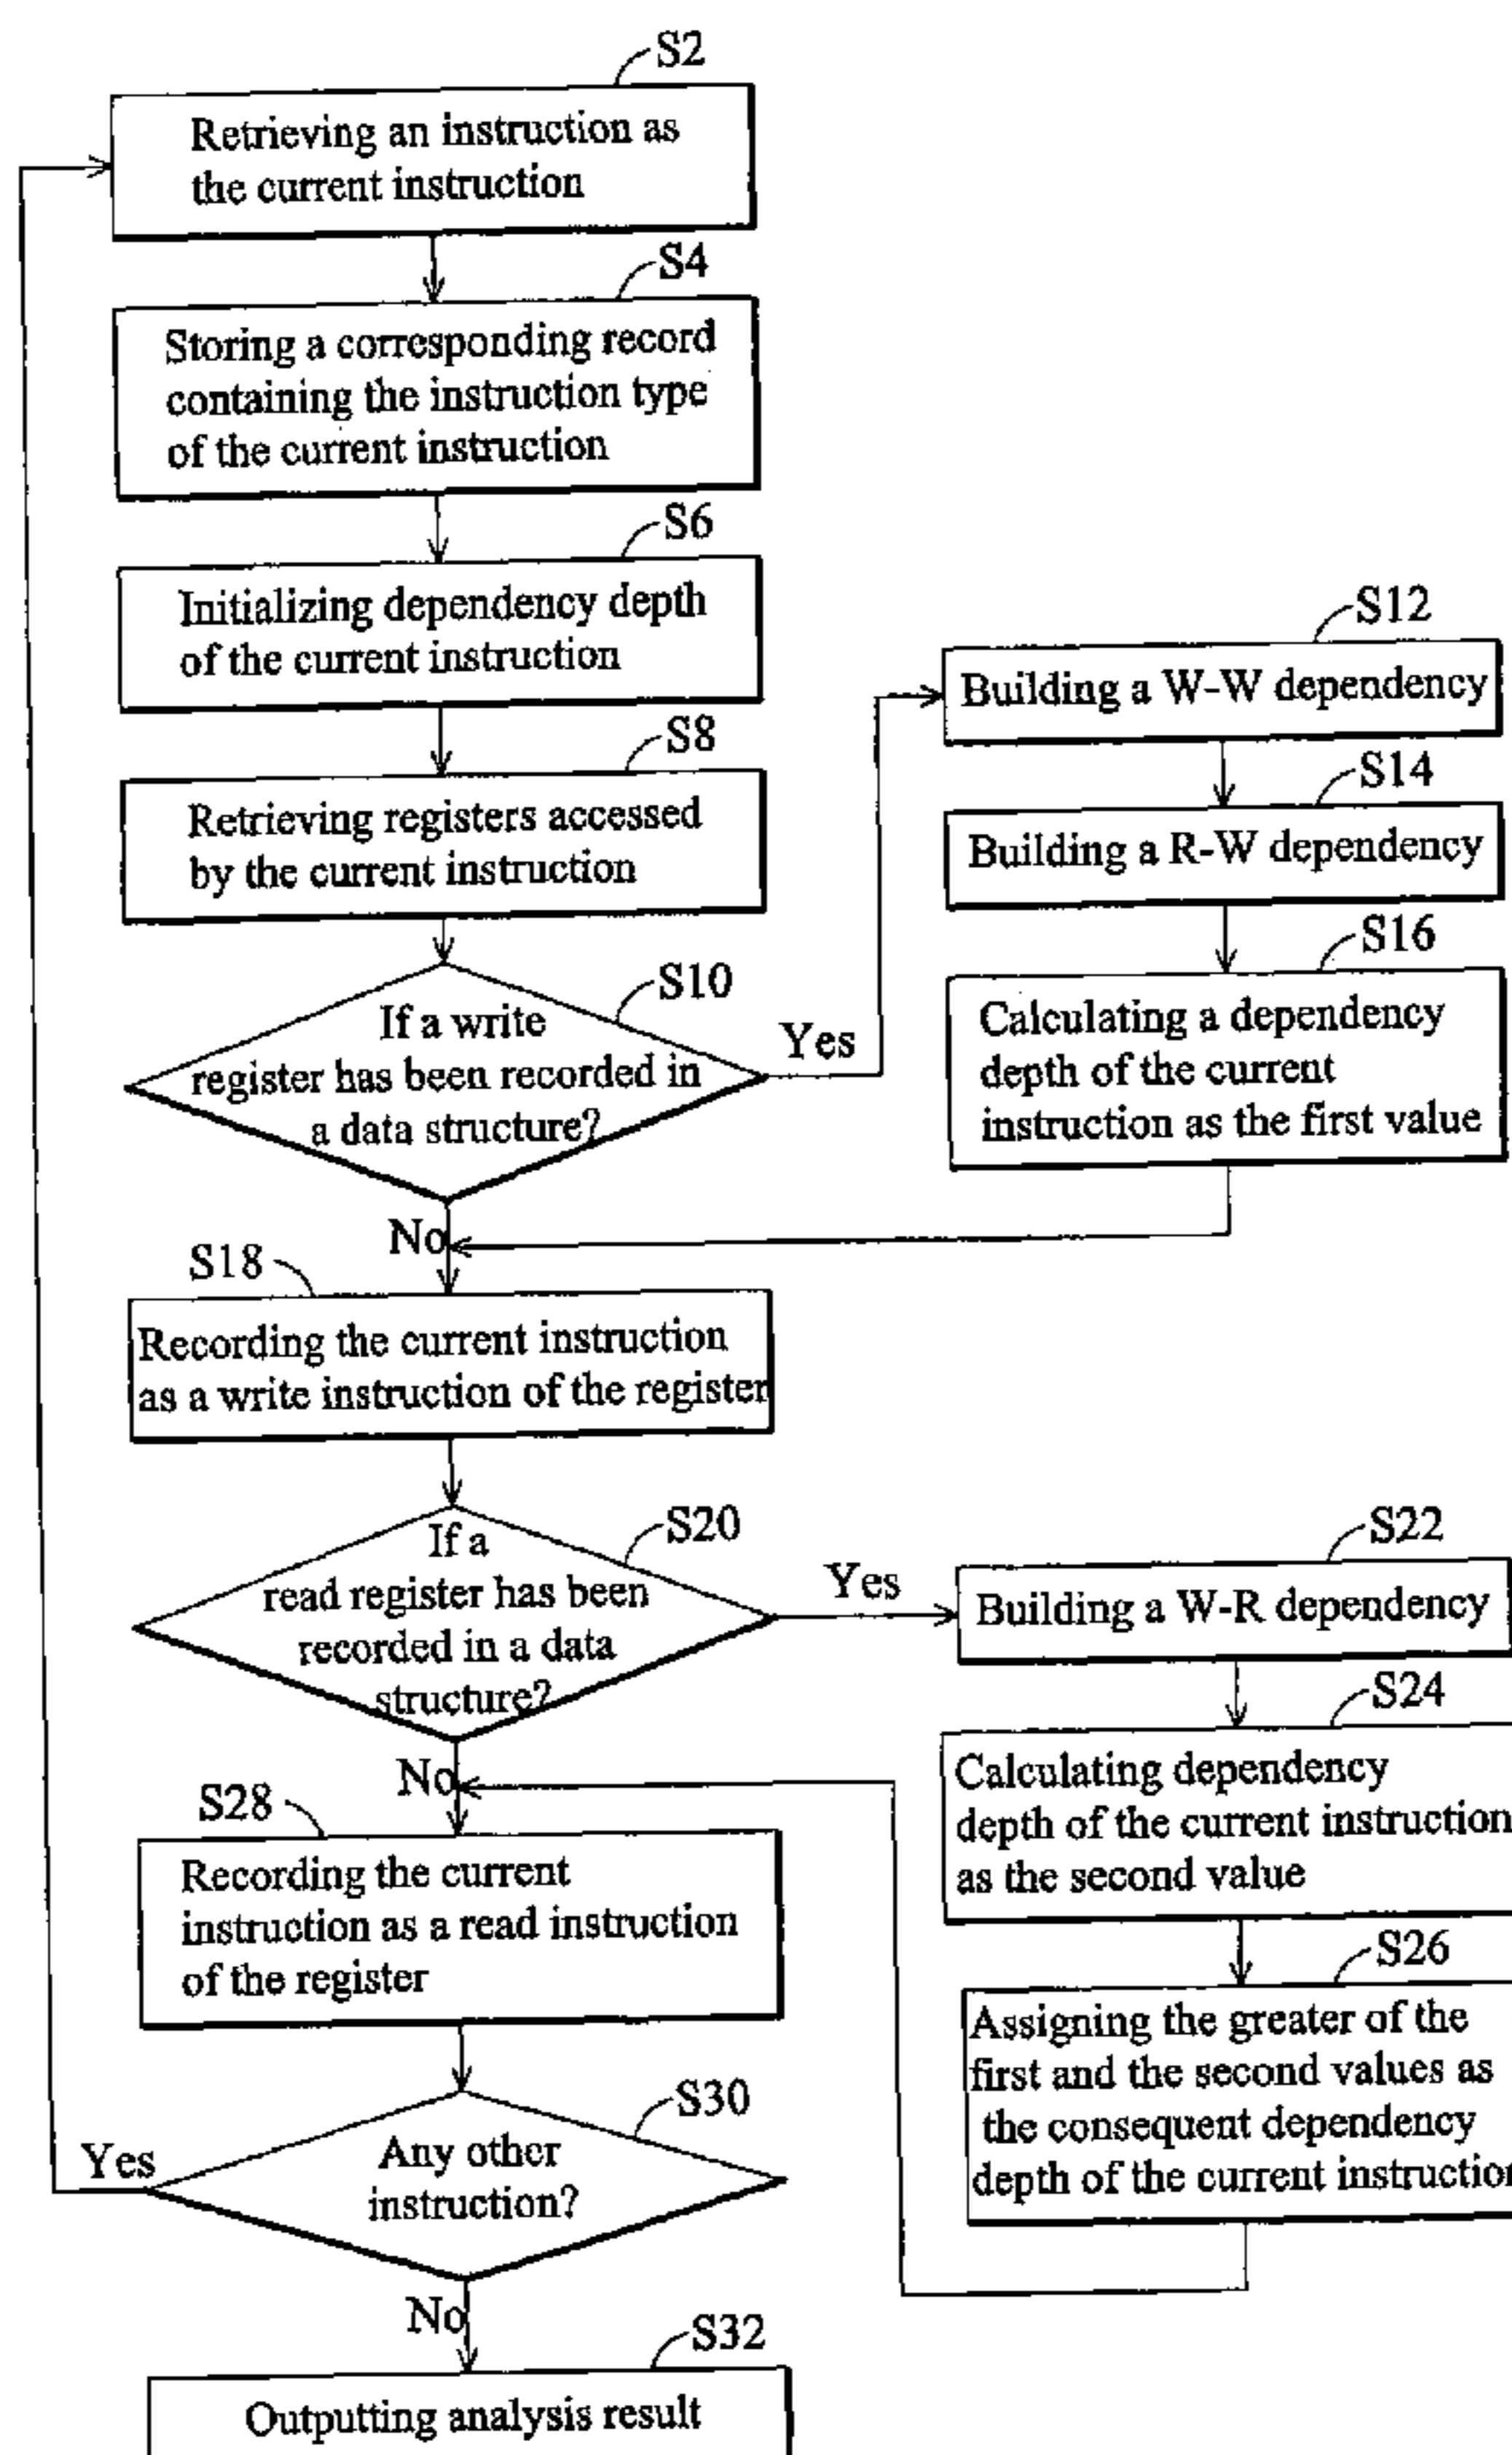 S2
Retrieving an instruction as
the current instruction
S4
Storing a corresponding record
containing the instruction type
of the current instruction
S6
Initializing dependency depth
of the current instruction
S8
Retrieving registers accessed
by the current instruction
S10
If a write
register has been recorded in
a data structure?
Yes
No
S12
Building a W-W dependency
S14
Building a R-W dependency
S16
Calculating a dependency
depth of the current
instruction as the first value
S18
Recording the current instruction
as a write instruction of the register
S20
If a
read register has been
recorded in a data
structure?
Yes
No
S22
Building a W-R dependency
S24
Calculating dependency
depth of the current instruction
as the second value
S26
Assigning the greater of the
first and the second values as
the consequent dependency
depth of the current instruction
S28
Recording the current
instruction as a read instruction
of the register
S30
Any other
instruction?
Yes
No
S32
Outputting analysis result